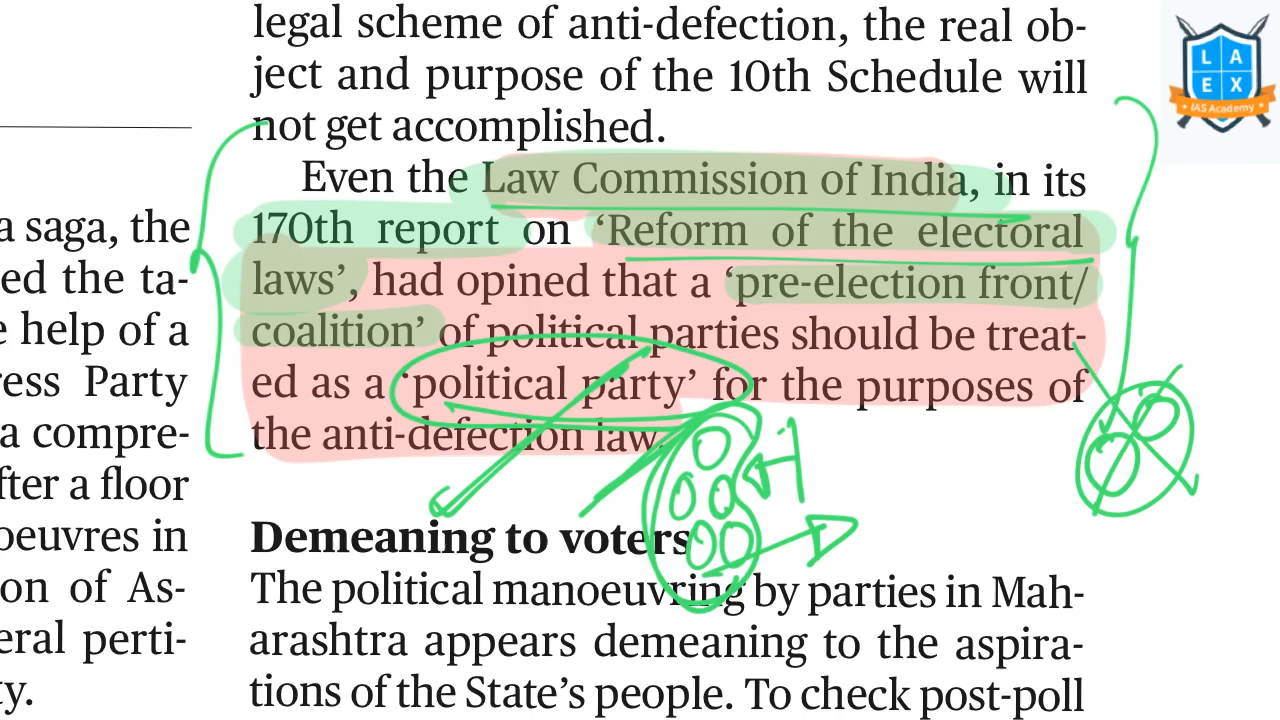 legal scheme of anti-defection, the real ob-
ject and purpose of the 10th Schedule will
not get accomplished.
Even the Law Commission of India, in its
170th report on ‘Reform of the electoral
laws’, had opined that a ‘pre-election front/
coalition’ of political parties should be treat-
ed as a ‘political party’ for the purposes of
the anti-defection law.
Demeaning to voters
The political manoeuvring by parties in Mah-
arashtra appears demeaning to the aspira-
tions of the State’s people. To check post-poll
a saga, the
ed the ta-
e help of a
ress Party
a compre-
fter a floor
oeuvres in
on of As-
eral perti-
ty.
L A
E X
IAS Academy